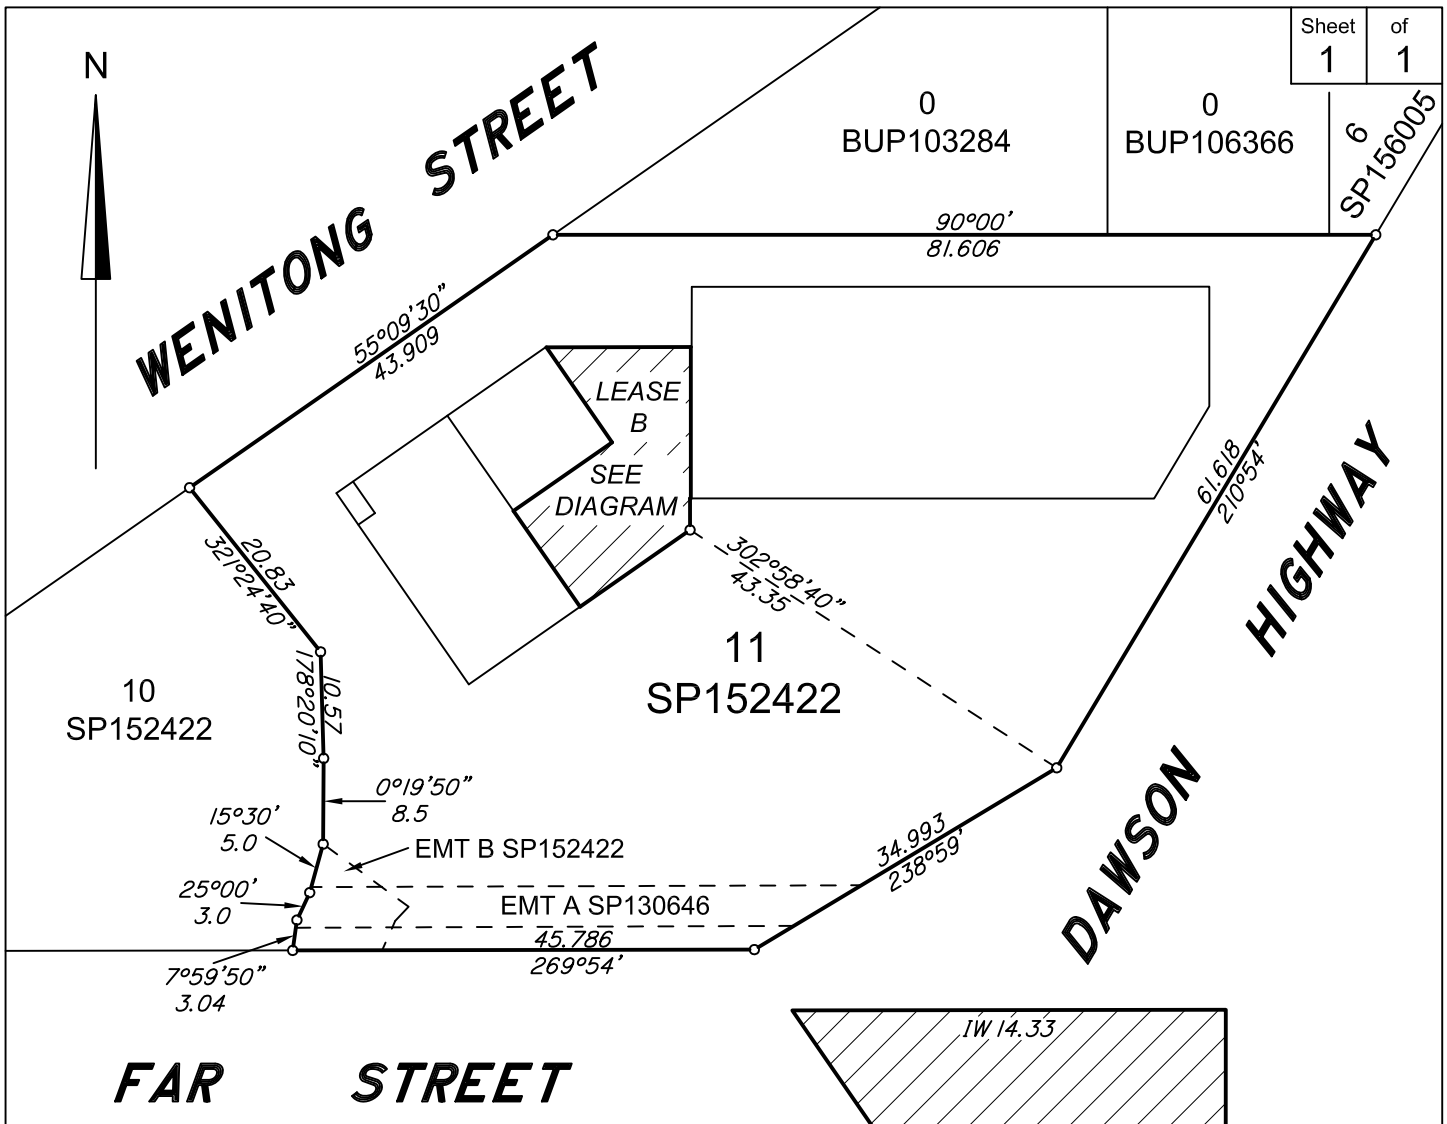 Sheet of
1 1
N
WENITONG STREET
0
BUP103284
0
BUP106366
6
SP156005
90°00’
81.606
55°09’30”
43.909
LEASE
B
SEE
DIAGRAM
61.618
210°54’
20.83
321°24’40”
302°58’40”
43.35
11
SP152422
10
SP152422
10.57
178°20’10”
0°19’50”
8.5
15°30’
5.0
EMT B SP152422
25°00’
3.0
EMT A SP130646
34.993
238°59’
45.786
269°54’
7°59’50”
3.04
DAWSON HIGHWAY
IW 14.33
FAR STREET